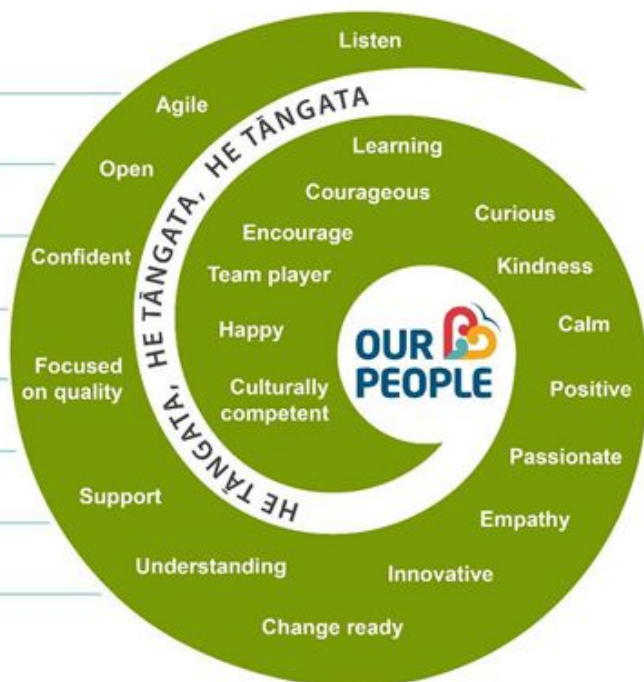 Listen
Agile
Open
Confident
Focused
on quality
Support
Understanding
Change ready
Innovative
Empathy
Passionate
Positive
Calm
Kindness
Curious
Learning
Courageous
Encourage
Team player
Happy
Culturally
competent
HE TĀNGATA, HE TĀNGATA, HE TĀNGATA
OUR
PEOPLE